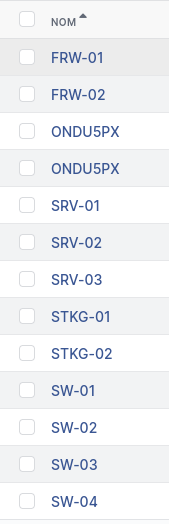 NOM
FRW-01
FRW-02
ONDU5PX
ONDU5PX
SRV-01
SRV-02
SRV-03
STKG-01
STKG-02
SW-01
SW-02
SW-03
SW-04